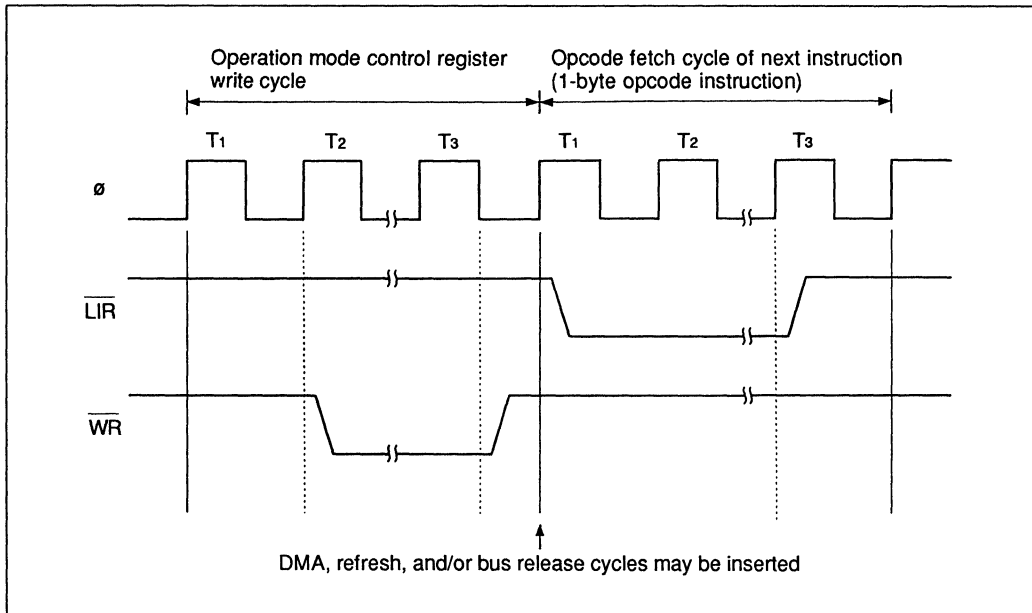 Operation mode control register
write cycle
Opcode fetch cycle of next instruction
(1-byte opcode instruction)
T1 T2 T3 T1 T2 T3
ø
LIR
WR
DMA, refresh, and/or bus release cycles may be inserted